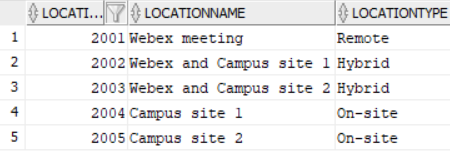 LOCATI... LOCATIONNAME LOCATIONTYPE
1 2001 Webex meeting Remote
2 2002 Webex and Campus site 1 Hybrid
3 2003 Webex and Campus site 2 Hybrid
4 2004 Campus site 1 On-site
5 2005 Campus site 2 On-site